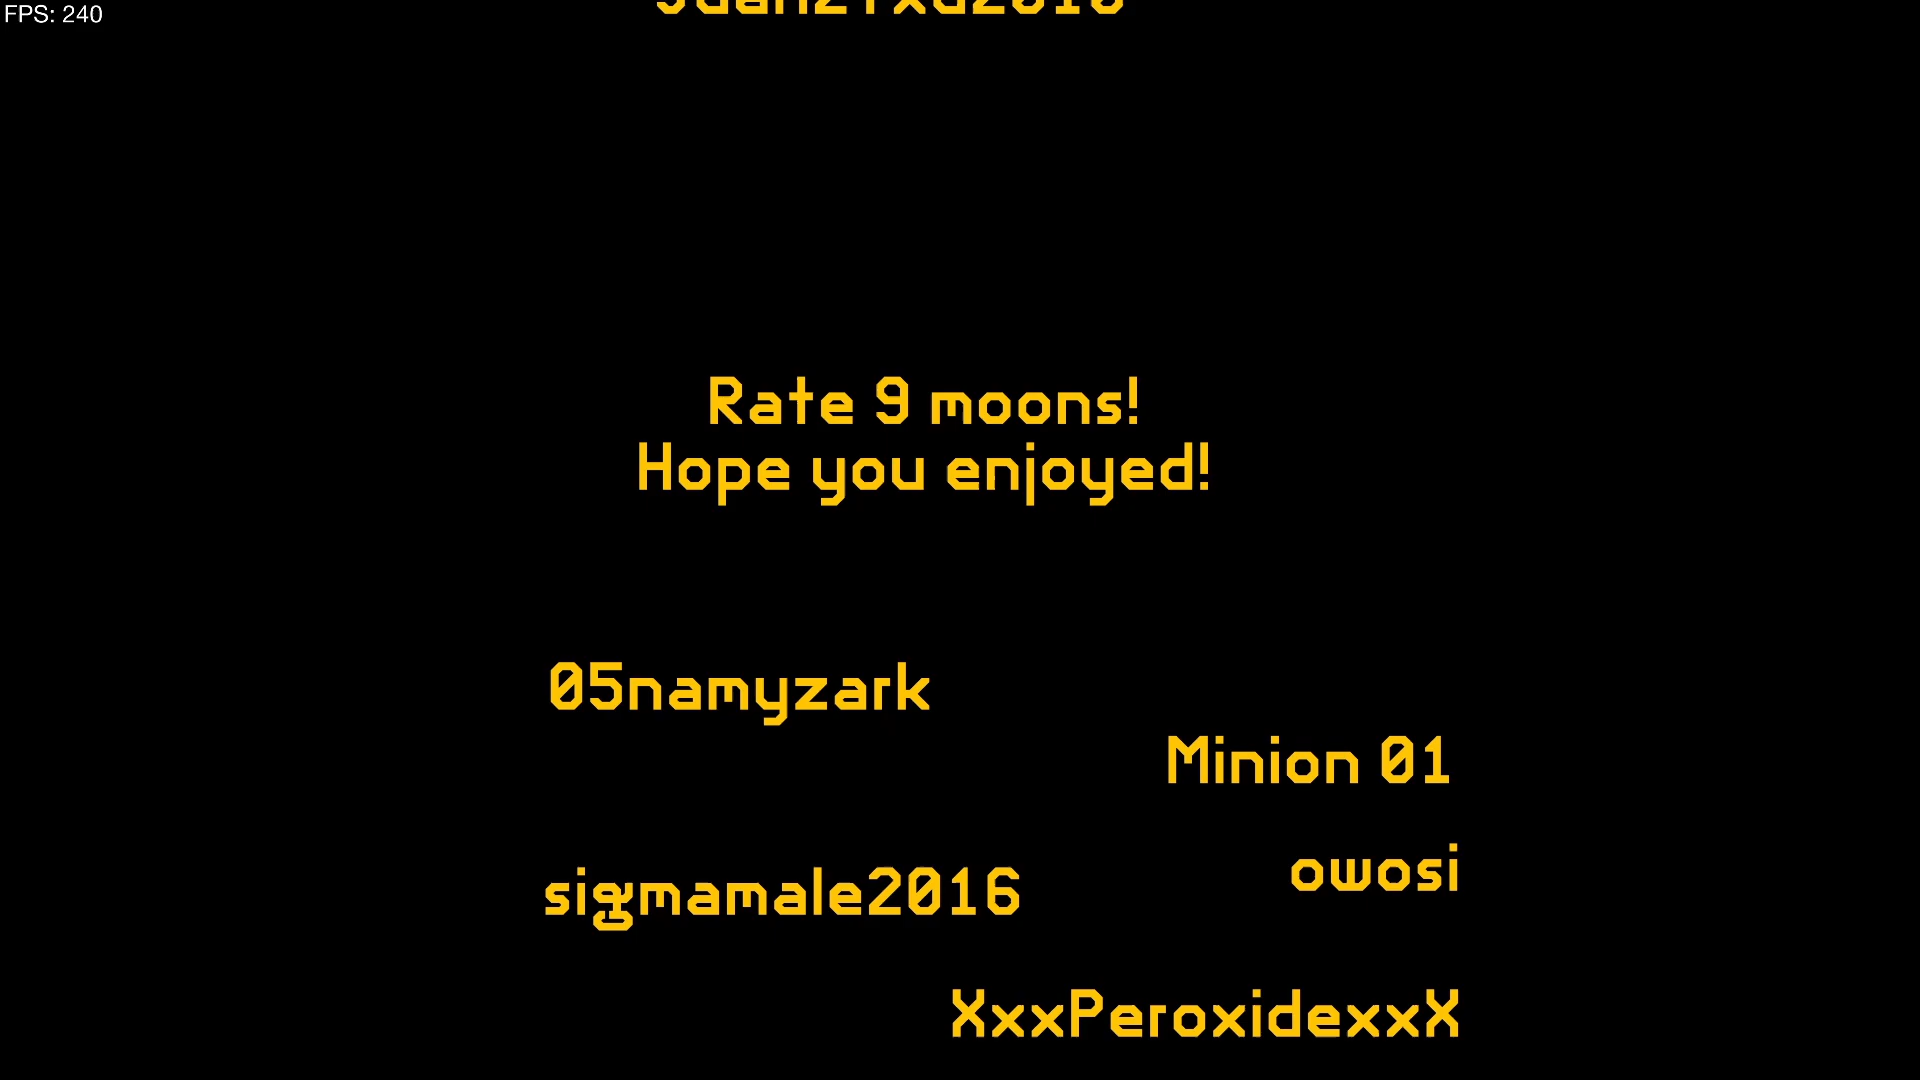 FPS: 240
Rate 9 moons!
Hope you enjoyed!
05namyzark
Minion 01
owosi
sigmamale2016
XxxPeroxidexxX